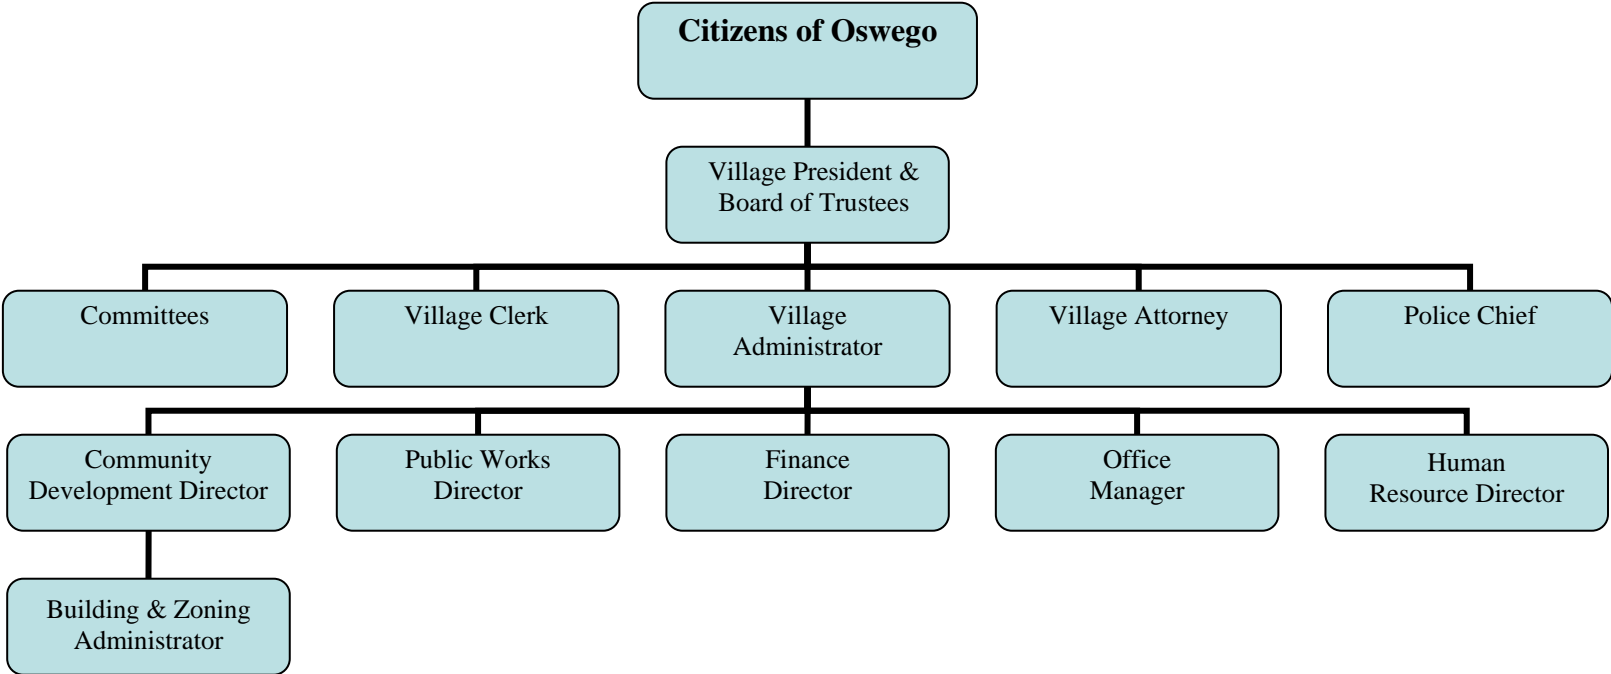 Citizens of Oswego
Village President &
Board of Trustees
Committees
Village Clerk
Village
Administrator
Village Attorney
Police Chief
Community
Development Director
Public Works
Director
Finance
Director
Office
Manager
Human
Resource Director
Building & Zoning
Administrator